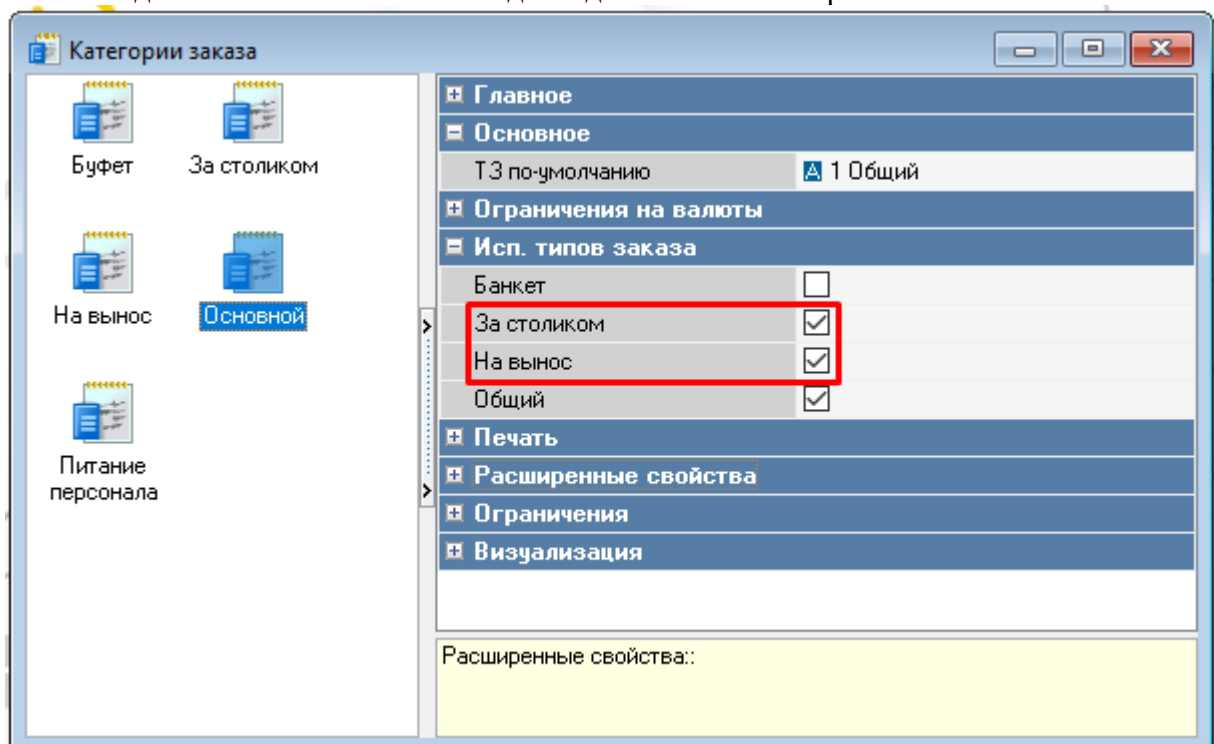 Категории заказа
Буфет
За столиком
На вынос
Основной
Питание
персонала
Главное
Основное
ТЗ по-умолчанию
1 Общий
Ограничения на валюты
Исп. типов заказа
Банкет
За столиком
На вынос
Общий
Печать
Расширенные свойства
Ограничения
Визуализация
Расширенные свойства::